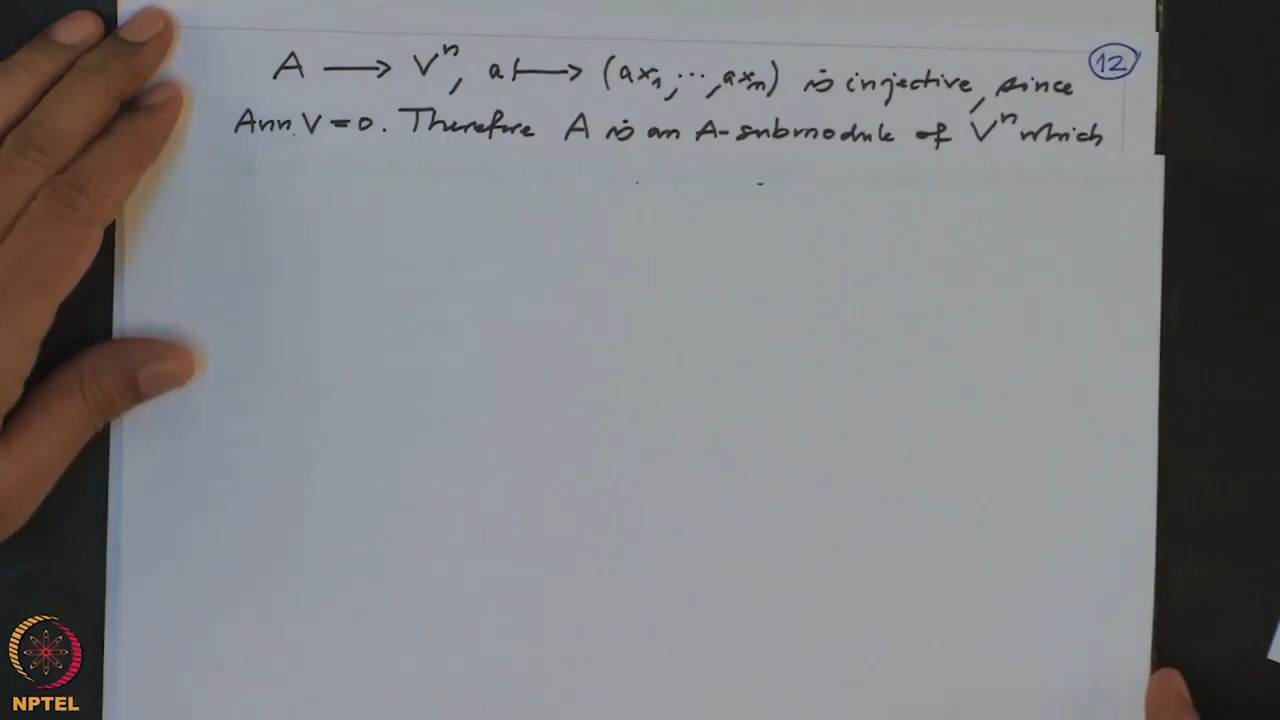 A ⟶ Vⁿ, a ⟼ (ax₁, ⋯, axₙ) is injective, since
Ann V = 0. Therefore A is an A-submodule of Vⁿ which
12
NPTEL